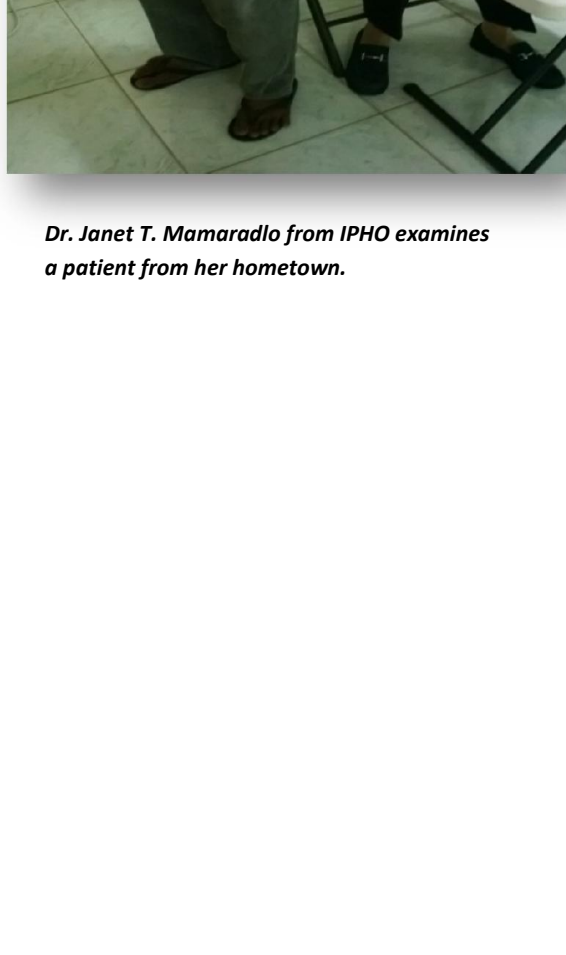 Dr. Janet T. Mamaradlo from IPHO examines
a patient from her hometown.